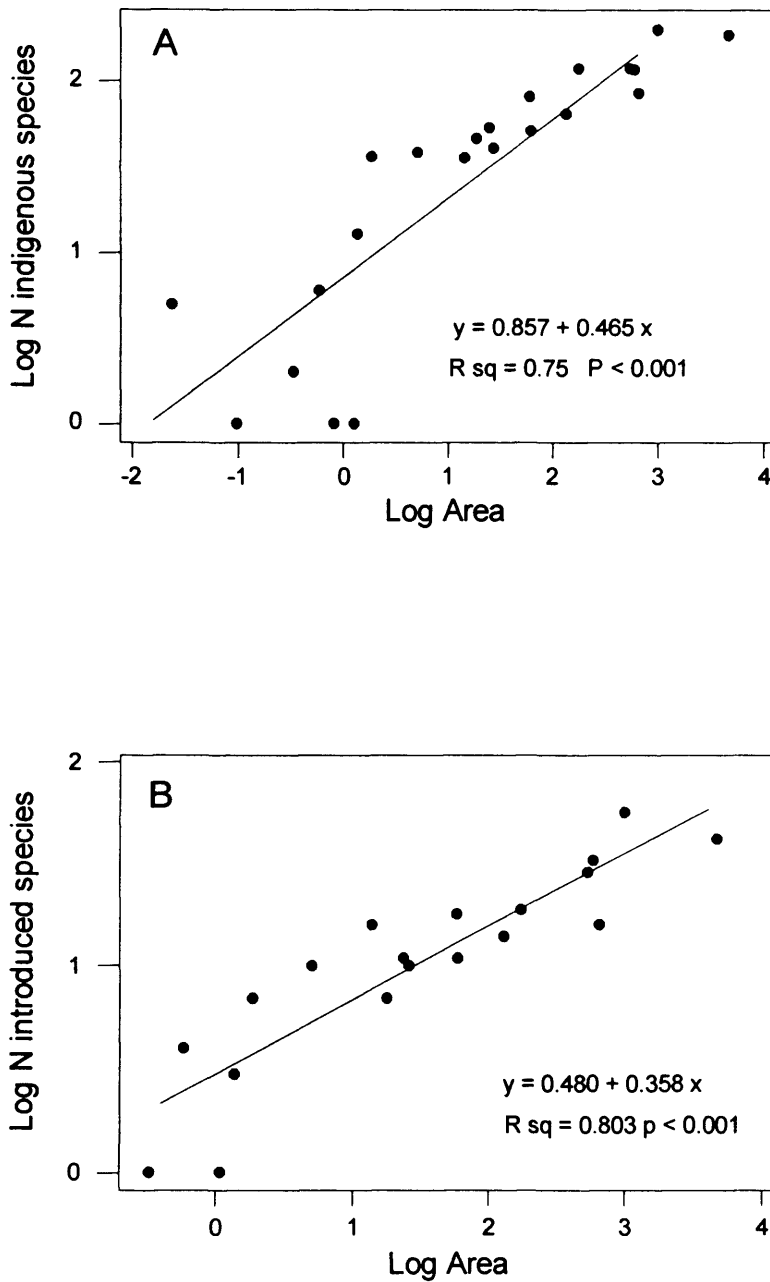 A
Log N indigenous species
2
1
0
y = 0.857 + 0.465 x
R sq = 0.75 P < 0.001
-2 -1 0 1 2 3 4
Log Area
B
Log N introduced species
2
1
0
y = 0.480 + 0.358 x
R sq = 0.803 p < 0.001
0 1 2 3 4
Log Area